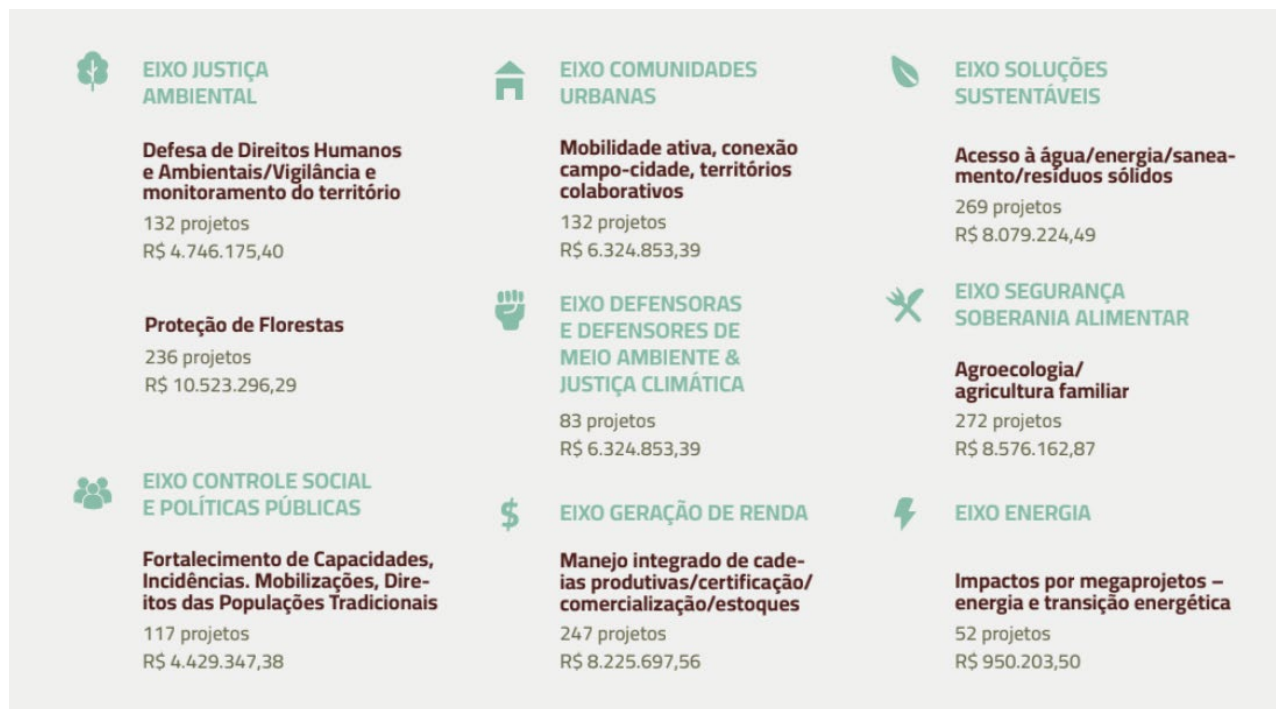 EIXO JUSTIÇA
AMBIENTAL
Defesa de Direitos Humanos
e Ambientais/Vigilância e
monitoramento do território
132 projetos
R$ 4.746.175,40
Proteção de Florestas
236 projetos
R$ 10.523.296,29
EIXO CONTROLE SOCIAL
E POLÍTICAS PÚBLICAS
Fortalecimento de Capacidades,
Incidências. Mobilizações, Dire-
itos das Populações Tradicionais
117 projetos
R$ 4.429.347,38
EIXO COMUNIDADES
URBANAS
Mobilidade ativa, conexão
campo-cidade, territórios
colaborativos
132 projetos
R$ 6.324.853,39
EIXO DEFENSORAS
E DEFENSORES DE
MEIO AMBIENTE &
JUSTIÇA CLIMÁTICA
83 projetos
R$ 6.324.853,39
$ EIXO GERAÇÃO DE RENDA
Manejo integrado de cade-
ias produtivas/certificação/
comercialização/estoques
247 projetos
R$ 8.225.697,56
EIXO SOLUÇÕES
SUSTENTÁVEIS
Acesso à água/energia/sanea-
mento/resíduos sólidos
269 projetos
R$ 8.079.224,49
EIXO SEGURANÇA
SOBERANIA ALIMENTAR
Agroecologia/
agricultura familiar
272 projetos
R$ 8.576.162,87
EIXO ENERGIA
Impactos por megaprojetos –
energia e transição energética
52 projetos
R$ 950.203,50